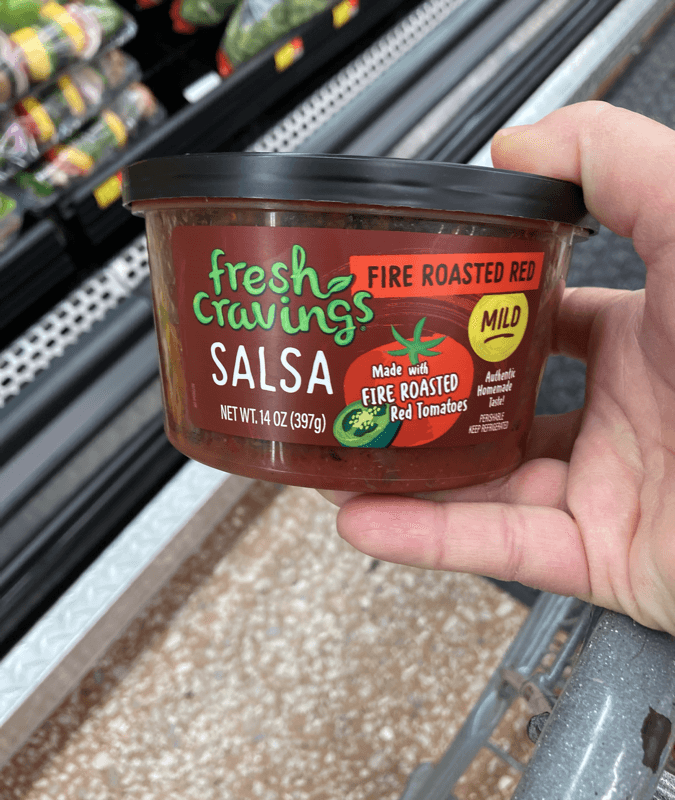 fresh
cravings
SALSA
NET WT. 14 OZ (397g)
FIRE ROASTED RED
MILD
Made with
FIRE ROASTED
Red Tomatoes
Authentic
Homemade
Taste!
PERISHABLE
KEEP REFRIGERATED